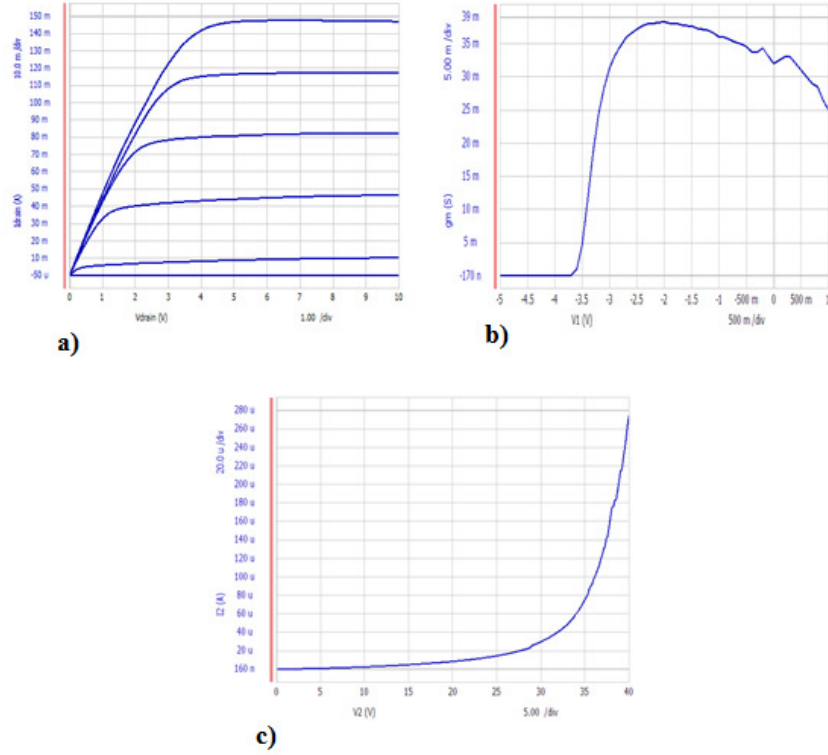 150 m
140 m
130 m
120 m
110 m
100 m
90 m
80 m
70 m
60 m
50 m
40 m
30 m
20 m
10 m
-50 u
10.0 m /div
Idrain (A)
0 1 2 3 4 5 6 7 8 9 10
Vdrain (V) 1.00 /div
a)
39 m
35 m
30 m
25 m
20 m
15 m
10 m
5 m
-170 n
5.00 m /div
gm (S)
-5 -4.5 -4 -3.5 -3 -2.5 -2 -1.5 -1 -500 m 0 500 m 1
V1 (V) 500 m /div
b)
280 u
260 u
240 u
220 u
200 u
180 u
160 u
140 u
120 u
100 u
80 u
60 u
40 u
20 u
160 n
20.0 u /div
I2 (A)
0 5 10 15 20 25 30 35 40
V2 (V) 5.00 /div
c)